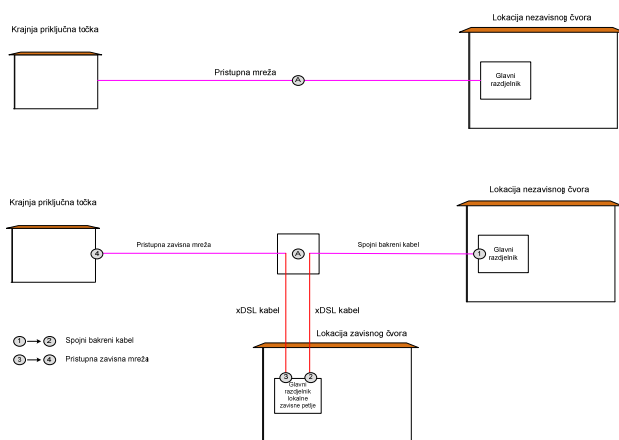 Lokacija nezavisnog čvora
Krajnja priključna točka
Pristupna mreža
A
Glavni
razdjelnik
Lokacija nezavisnog čvora
Krajnja priključna točka
Pristupna zavisna mreža
Spojni bakreni kabel
4
A
1
Glavni
razdjelnik
xDSL kabel
xDSL kabel
Lokacija zavisnog čvora
1
2
Spojni bakreni kabel
3
4
Pristupna zavisna mreža
3
2
Glavni
razdjelnik
lokalne
zavisne petlje